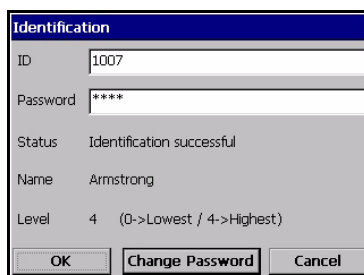 Identification
ID 1007
Password ****
Status Identification successful
Name Armstrong
Level 4 (0->Lowest / 4->Highest)
OK Change Password Cancel